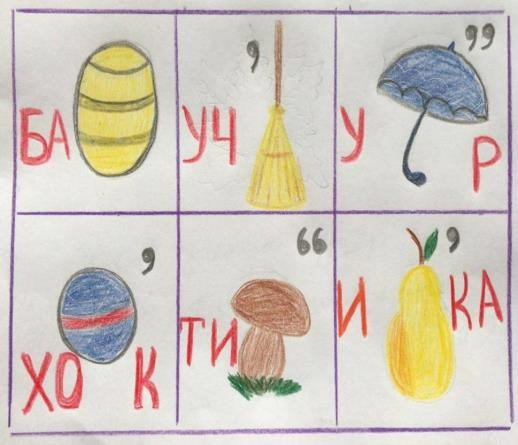 БА
,
УЧ
,,
У Р
,
ХО К
“
ТИ
,
И КА